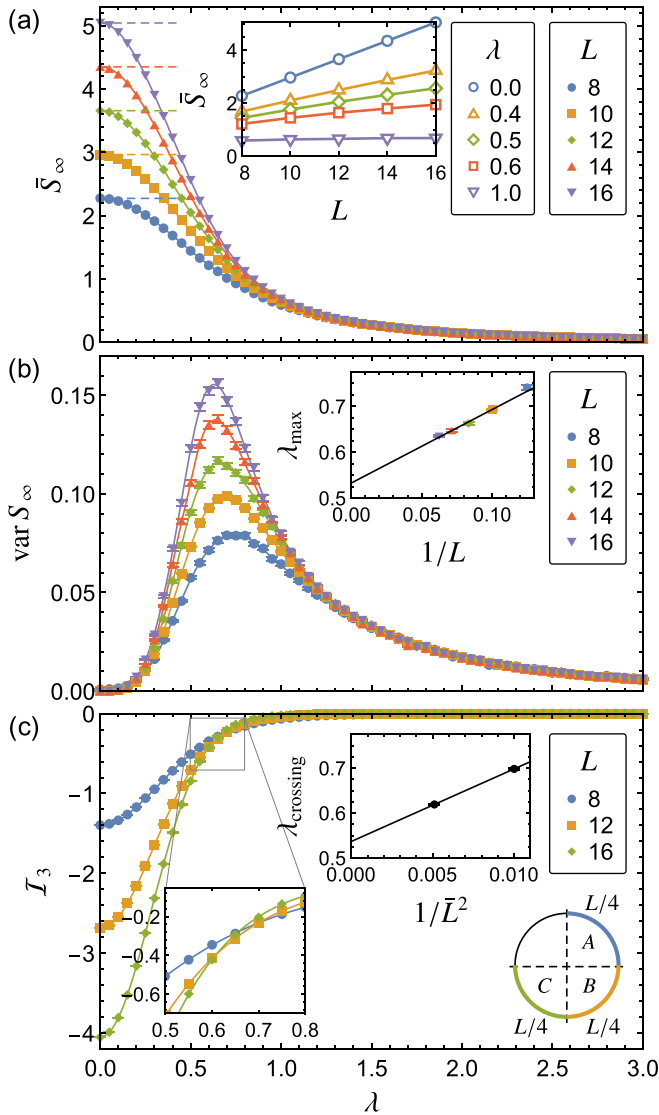 (a)
5
4
3
2
1
0
S̄∞
4
2
0
S̄∞
8 10 12 14 16
L
λ
0.0
0.4
0.5
0.6
1.0
L
8
10
12
14
16
(b)
0.15
0.10
0.05
0.00
var S∞
0.8
0.7
0.6
0.5
λmax
0.00 0.05 0.10
1/L
L
8
10
12
14
16
(c)
0
−1
−2
−3
−4
I3
0.8
0.7
0.6
0.5
λcrossing
0.000 0.005 0.010
1/L̄²
L
8
12
16
−0.2
−0.4
−0.6
0.5 0.6 0.7 0.8
L/4
A
C B
L/4 L/4
0.0 0.5 1.0 1.5 2.0 2.5 3.0
λ